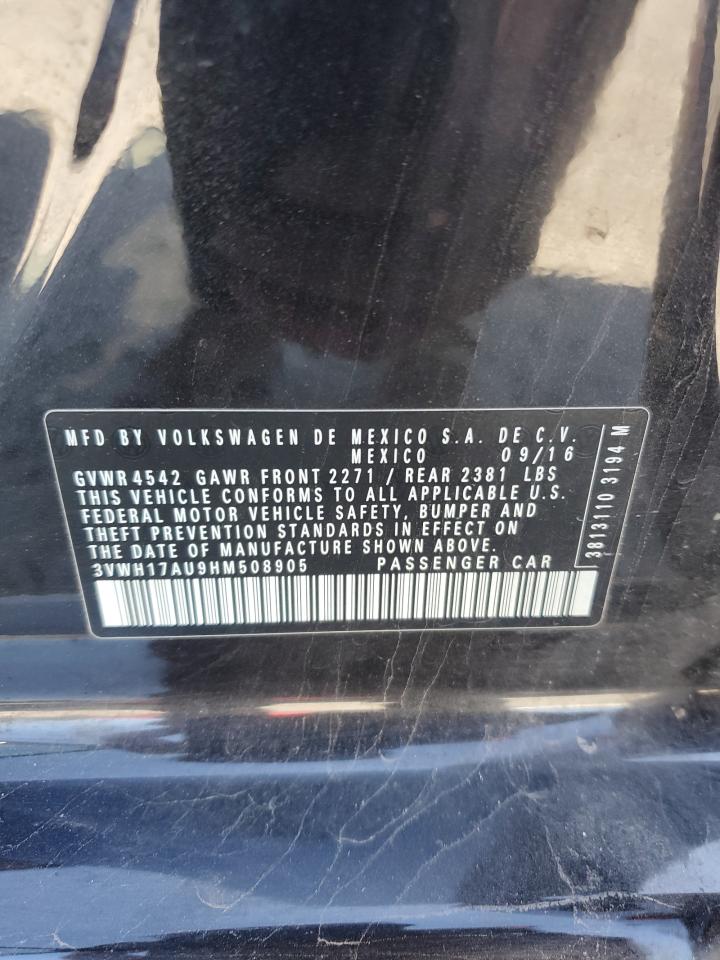 MFD BY VOLKSWAGEN DE MEXICO S.A. DE C.V.
MEXICO 09/16
GVWR 4542 GAWR FRONT 2271 / REAR 2381 LBS
THIS VEHICLE CONFORMS TO ALL APPLICABLE U.S.
FEDERAL MOTOR VEHICLE SAFETY, BUMPER AND
THEFT PREVENTION STANDARDS IN EFFECT ON
THE DATE OF MANUFACTURE SHOWN ABOVE.
3VWH17AU9HM508905 PASSENGER CAR
3813110 3194 M